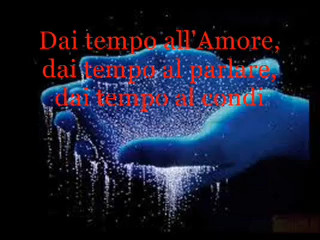 Dai tempo all'Amore,
dai tempo al parlare,
dai tempo al condi